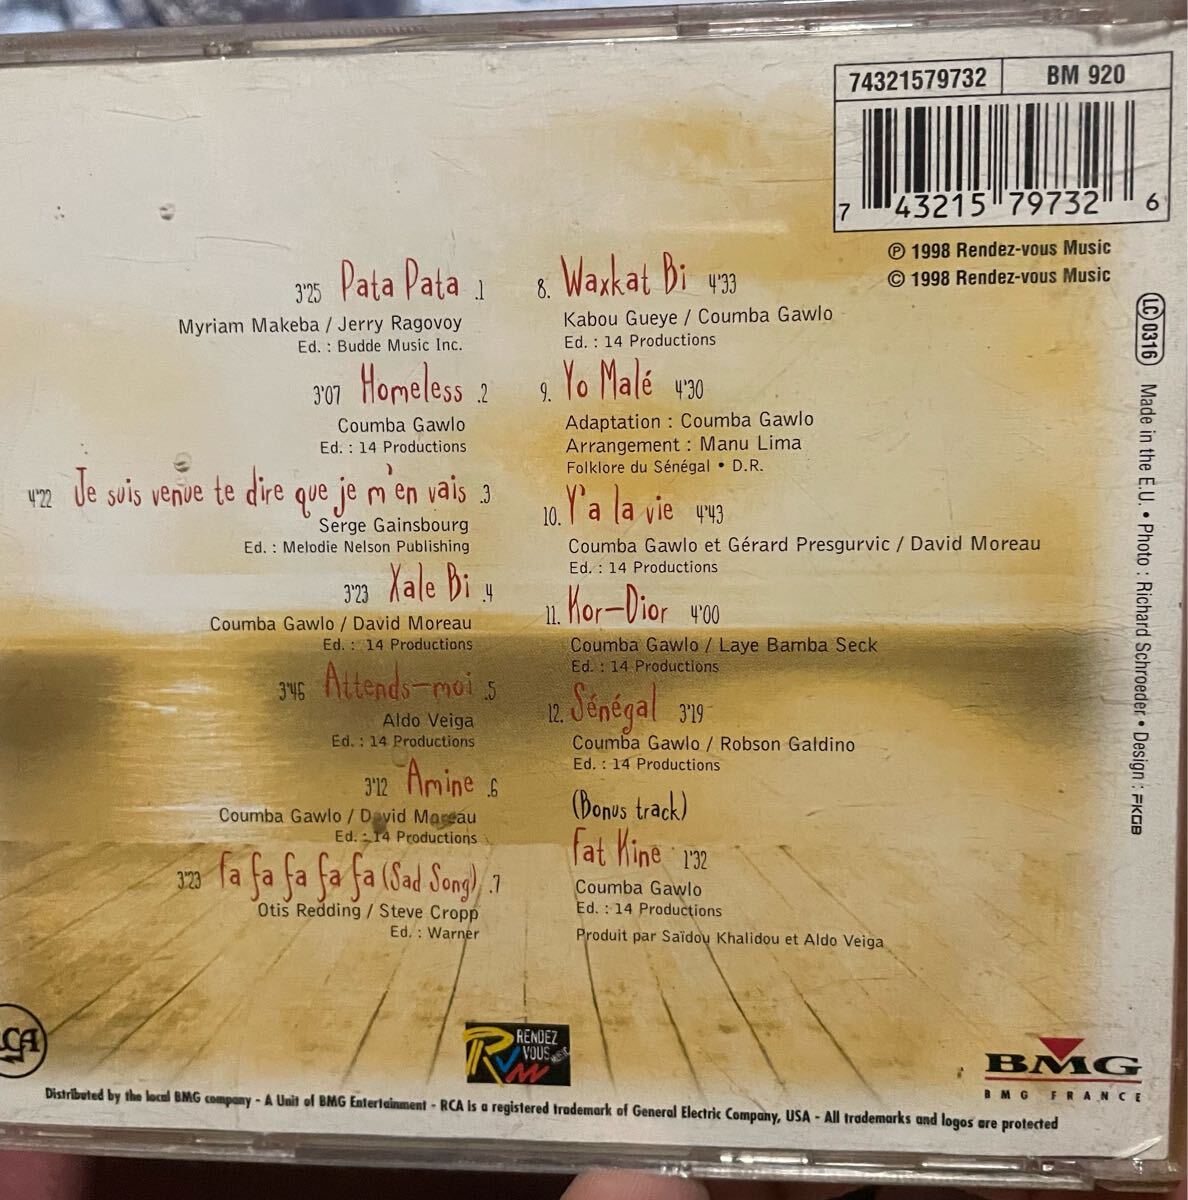 74321579732 BM 920
7 43215 79732 6
℗ 1998 Rendez-vous Music
© 1998 Rendez-vous Music
3'25 Pata Pata .1
Myriam Makeba / Jerry Ragovoy
Ed. : Budde Music Inc.
3'07 Homeless .2
Coumba Gawlo
Ed. : 14 Productions
4'22 Je suis venue te dire que je m'en vais .3
Serge Gainsbourg
Ed. : Melodie Nelson Publishing
3'23 Xale Bi .4
Coumba Gawlo / David Moreau
Ed. : 14 Productions
3'46 Attends-moi .5
Aldo Veiga
Ed. : 14 Productions
3'12 Amine .6
Coumba Gawlo / David Moreau
Ed. : 14 Productions
3'23 fa fa fa fa fa (Sad Song) .7
Otis Redding / Steve Cropp
Ed. : Warner
8. Waxkat Bi 4'33
Kabou Gueye / Coumba Gawlo
Ed. : 14 Productions
9. Yo Malé 4'30
Adaptation : Coumba Gawlo
Arrangement : Manu Lima
Folklore du Sénégal • D.R.
10. Y'a la vie 4'43
Coumba Gawlo et Gérard Presgurvic / David Moreau
Ed. : 14 Productions
11. Kor-Dior 4'00
Coumba Gawlo / Laye Bamba Seck
Ed. : 14 Productions
12. Sénégal 3'19
Coumba Gawlo / Robson Galdino
Ed. : 14 Productions
(Bonus track)
Fat Kine 1'32
Coumba Gawlo
Ed. : 14 Productions
Produit par Saïdou Khalidou et Aldo Veiga
LC 0316 Made in the E.U. • Photo : Richard Schroeder • Design : FKGB
RCA
RENDEZ
VOUS
MUSIC
RVM
BMG
BMG FRANCE
Distributed by the local BMG company - A Unit of BMG Entertainment - RCA is a registered trademark of General Electric Company, USA - All trademarks and logos are protected